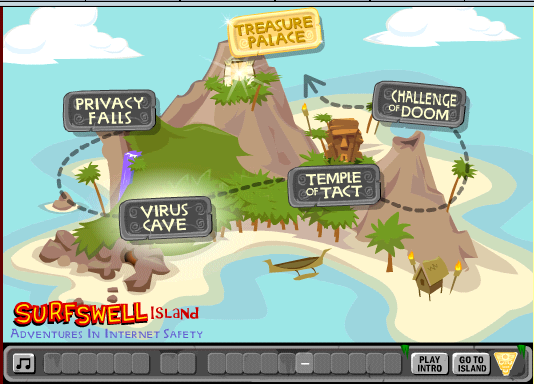 TREASURE
PALACE
PRIVACY
FALLS
CHALLENGE
OF DOOM
TEMPLE
OF TACT
VIRUS
CAVE
SURFSWELL ISLAND
ADVENTURES IN INTERNET SAFETY
PLAY
INTRO
GO TO
ISLAND